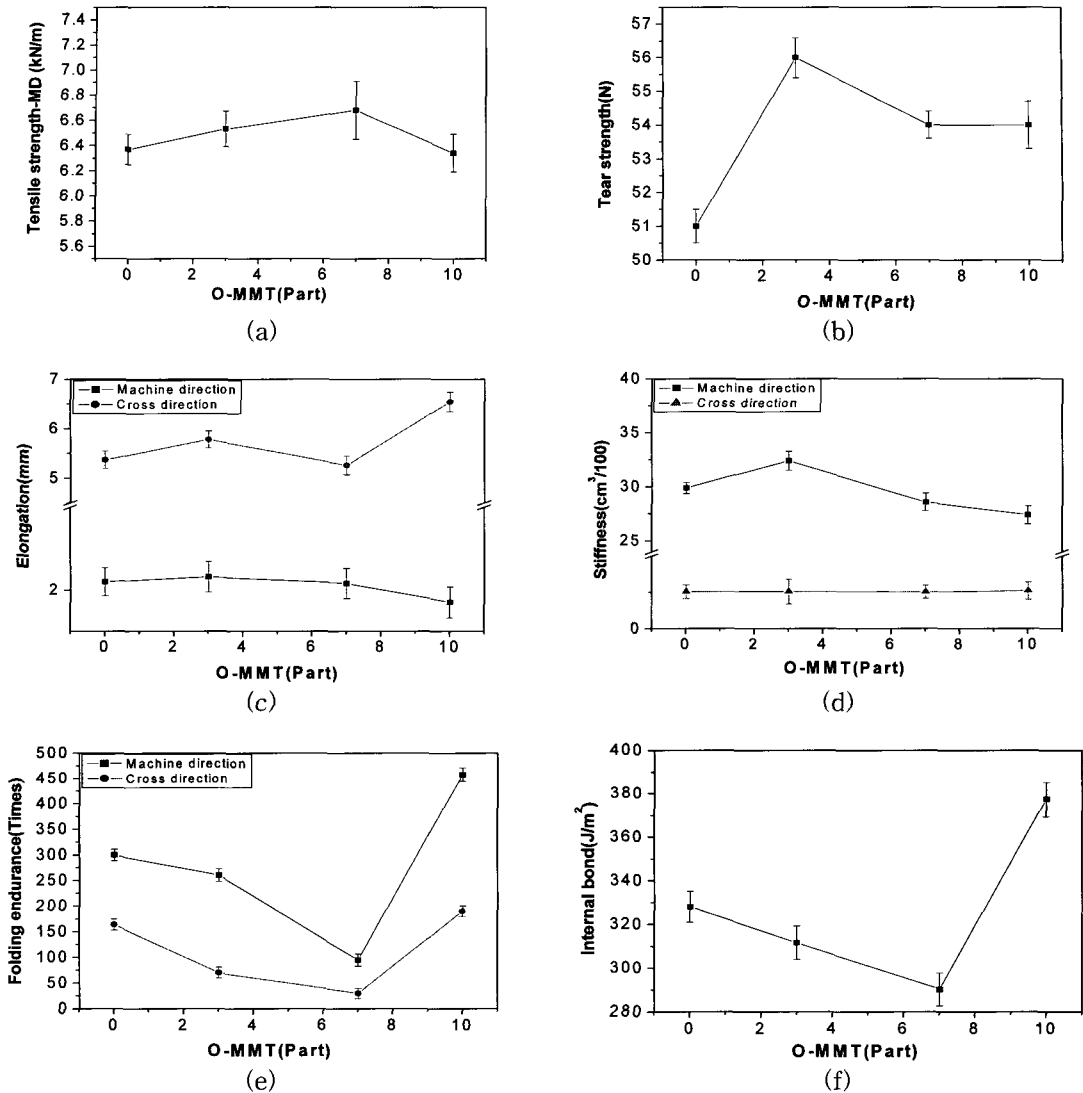 Tensile strength-MD (kN/m)
7.4
7.2
7.0
6.8
6.6
6.4
6.2
6.0
5.8
5.6
0 2 4 6 8 10
O-MMT(Part)
(a)
Tear strength(N)
57
56
55
54
53
52
51
50
0 2 4 6 8 10
O-MMT(Part)
(b)
Machine direction
Cross direction
Elongation(mm)
7
6
5
2
0 2 4 6 8 10
O-MMT(Part)
(c)
Machine direction
Cross direction
Stiffness(cm³/100)
40
35
30
25
0
0 2 4 6 8 10
O-MMT(Part)
(d)
Machine direction
Cross direction
Folding endurance(Times)
500
450
400
350
300
250
200
150
100
50
0
0 2 4 6 8 10
O-MMT(Part)
(e)
Internal bond(J/m²)
400
380
360
340
320
290
280
0 2 4 6 8 10
O-MMT(Part)
(f)